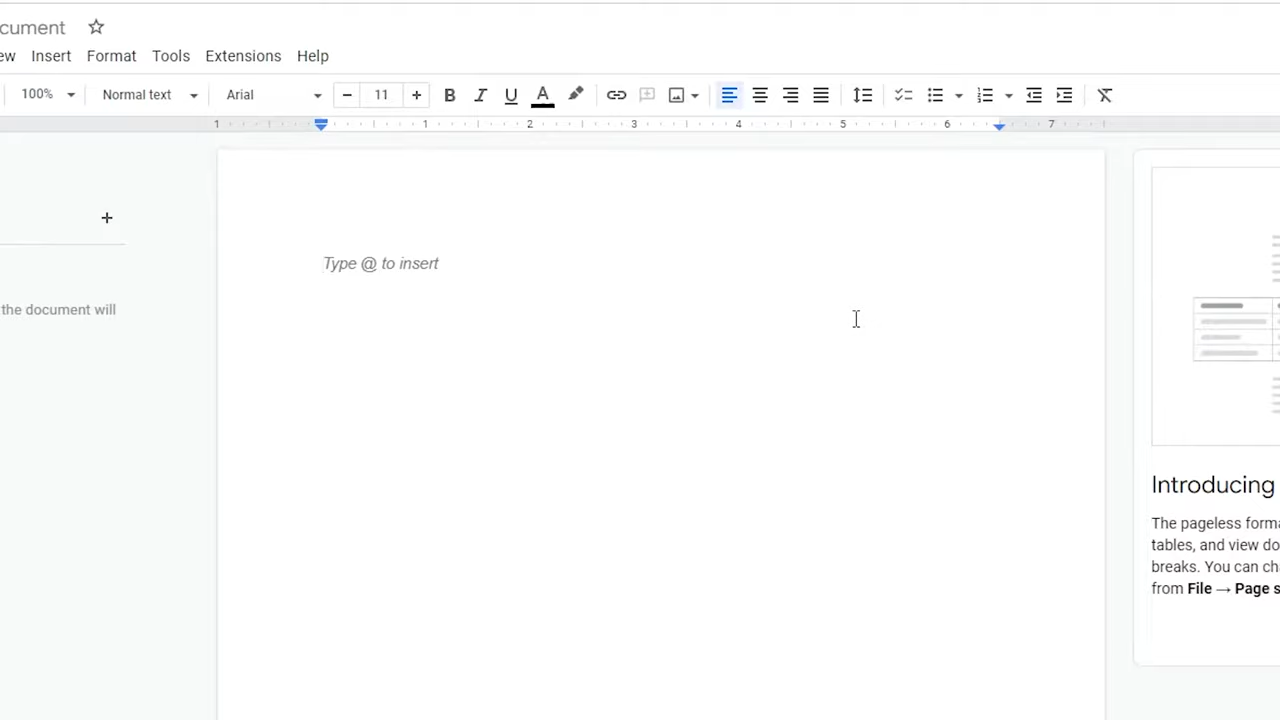 cument
ew Insert Format Tools Extensions Help
100% Normal text Arial 11 B I U A
1 1 2 3 4 5 6 7
Type @ to insert
the document will
Introducing
The pageless forma
tables, and view do
breaks. You can cha
from File → Page s